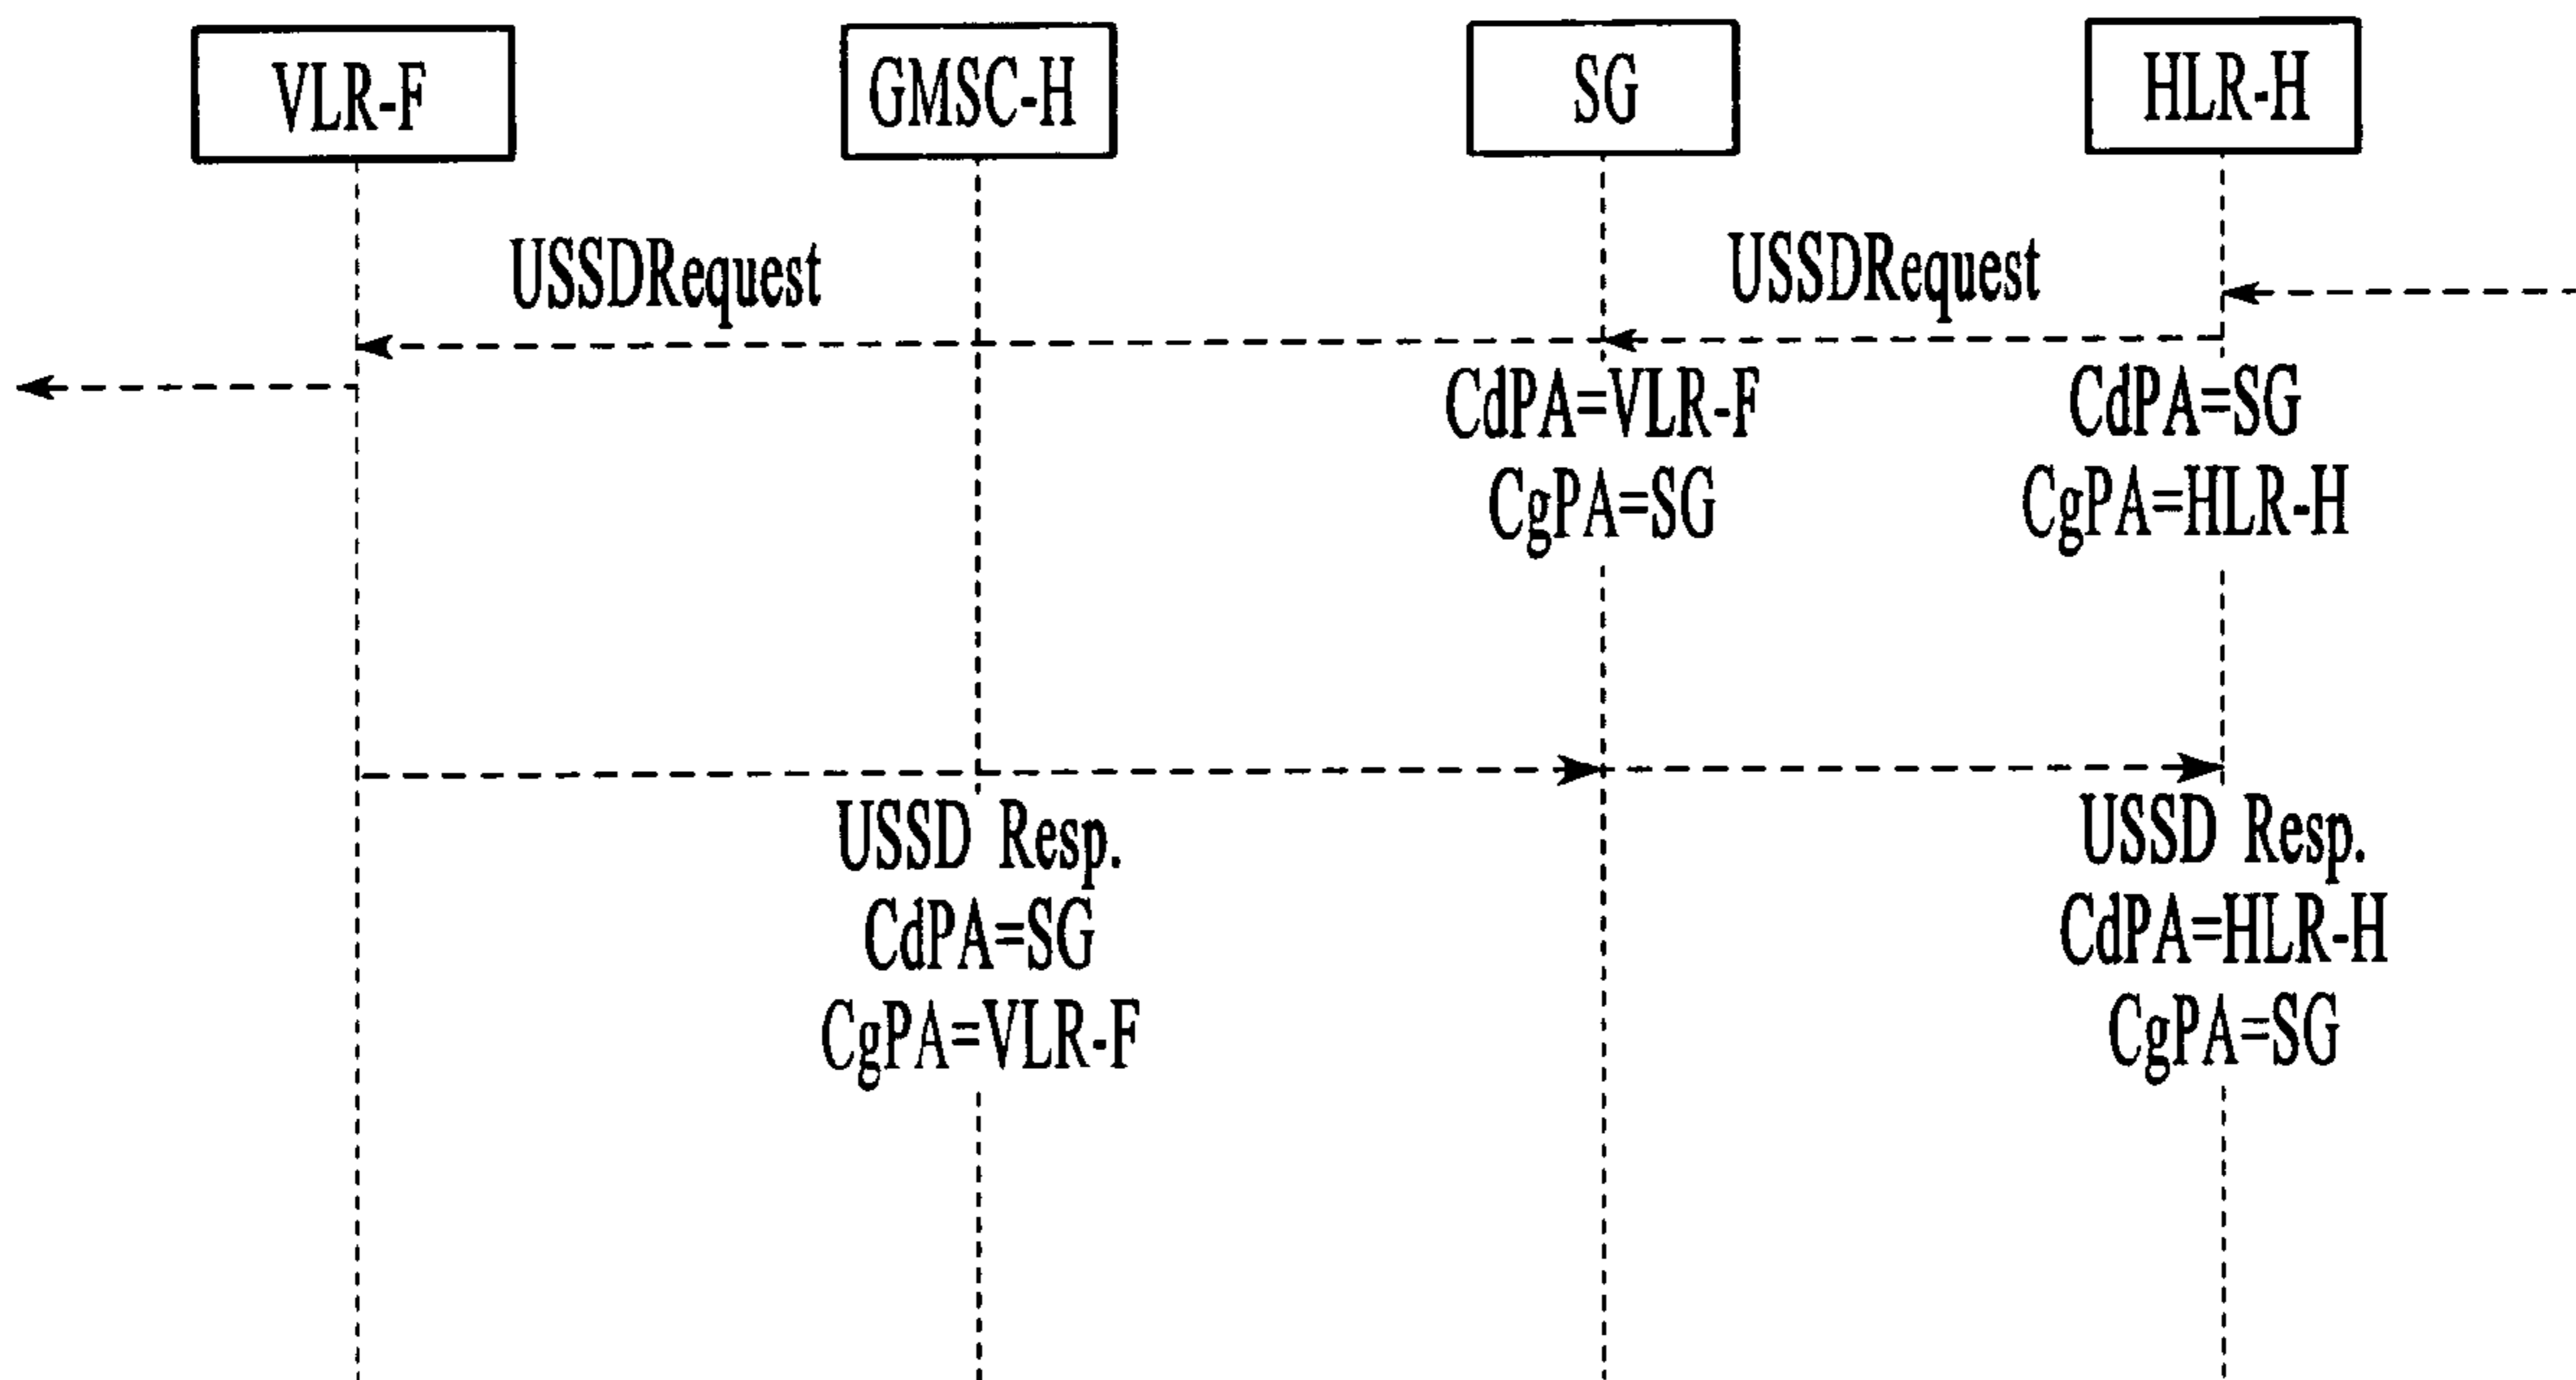 VLR-F
GMSC-H
SG
HLR-H
USSDRequest
USSDRequest
CdPA=VLR-F
CgPA=SG
CdPA=SG
CgPA=HLR-H
USSD Resp.
CdPA=SG
CgPA=VLR-F
USSD Resp.
CdPA=HLR-H
CgPA=SG